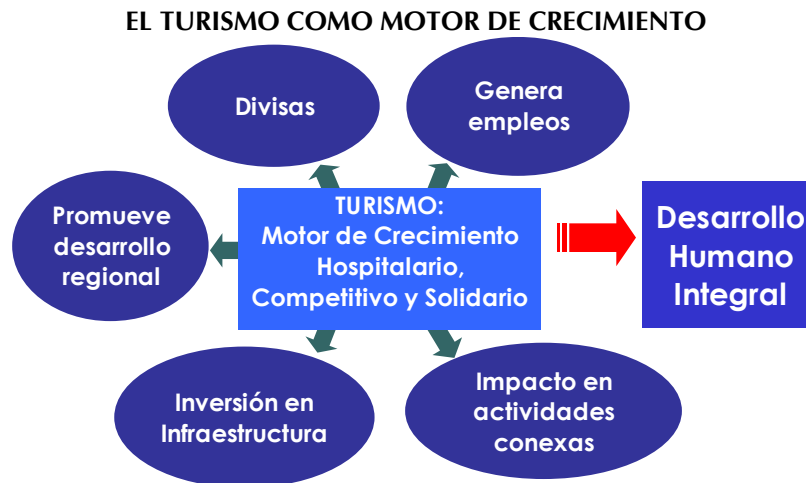 EL TURISMO COMO MOTOR DE CRECIMIENTO
Divisas
Genera
empleos
Promueve
desarrollo
regional
TURISMO:
Motor de Crecimiento
Hospitalario,
Competitivo y Solidario
Desarrollo
Humano
Integral
Inversión en
Infraestructura
Impacto en
actividades
conexas